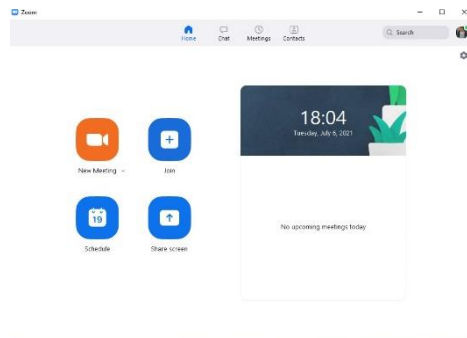 Zoom
Home
Chat
Meetings
Contacts
Search
18:04
Tuesday, July 6, 2021
New Meeting
Join
19
Schedule
Share screen
No upcoming meetings today